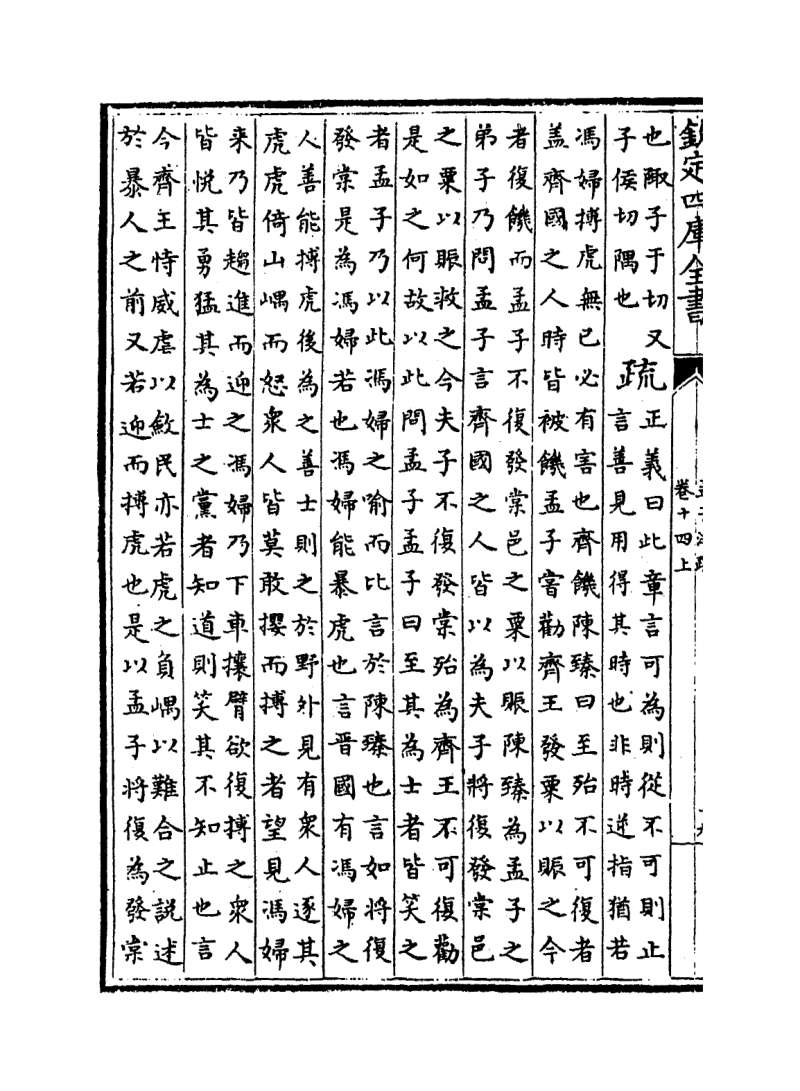 欽定四庫全書
卷十四上
也陬子于切又
子侯切隅也
疏
正義曰此章言可為則從不可則止
言善見用得其時也非時逆指猶若
馮婦搏虎無已必有害也齊饑陳臻曰至殆不可復者
盖齊國之人時皆被饑孟子嘗勸齊王發粟以賑之今
者復饑而孟子不復發棠邑之粟以賑陳臻為孟子之
弟子乃問孟子言齊國之人皆以為夫子將復發棠邑
之粟以賑救之今夫子不復發棠殆為齊王不可復勸
是如之何故以此問孟子孟子曰至其為士者皆笑之
者孟子乃以此馮婦之喻而比言於陳臻也言如將復
發棠是為馮婦若也馮婦能暴虎也言晋國有馮婦之
人善能搏虎後為之善士則之於野外見有衆人逐其
虎虎倚山嵎而怒衆人皆莫敢攖而搏之者望見馮婦
来乃皆趨進而迎之馮婦乃下車攘臂欲復搏之衆人
皆悅其勇猛其為士之黨者知道則笑其不知止也言
今齊王恃威虐以斂民亦若虎之負嵎以難合之說述
於暴人之前又若迎而搏虎也是以孟子將復為發棠